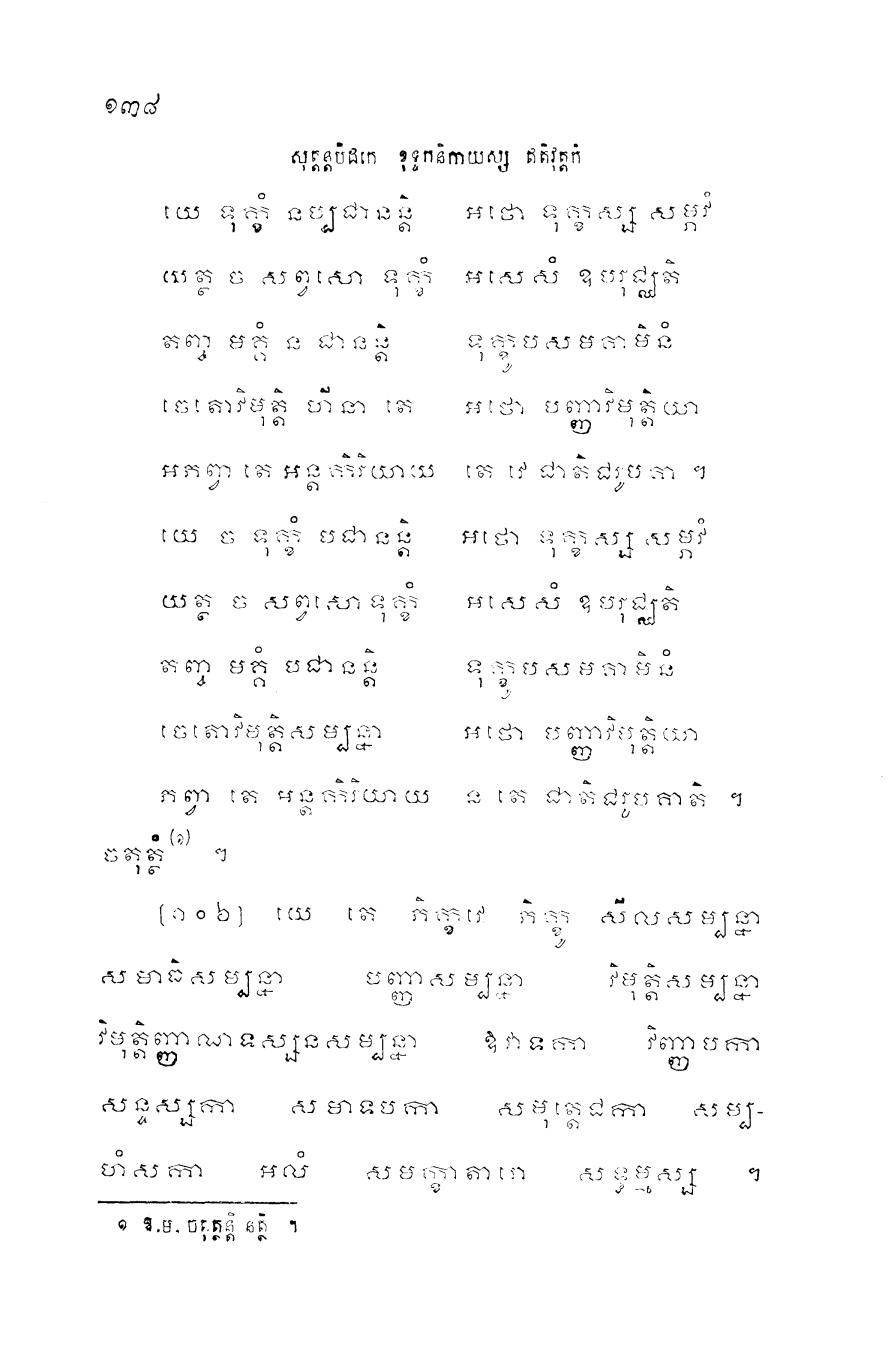 ១៣៨
សុត្តន្តបិដកេ ខុទ្ទកនិកាយស្ស ឥតិវុត្តកំ
យេ ទុក្ខំ នប្បជានន្តិ អថោ ទុក្ខស្ស សម្ភវំ
យត្ថ ច សព្វសោ ទុក្ខំ អសេសំ ឧបរុជ្ឈតិ
តញ្ច មគ្គំ ន ជានន្តិ ទុក្ខូបសមគាមិនំ
ចេតោវិមុត្តិ ហីនា តេ អថោ បញ្ញាវិមុត្តិយា
អភព្វា តេ អន្តកិរិយាយ តេ វេ ជាតិជរូបគា ។
យេ ច ទុក្ខំ បជានន្តិ អថោ ទុក្ខស្ស សម្ភវំ
យត្ថ ច សព្វសោ ទុក្ខំ អសេសំ ឧបរុជ្ឈតិ
តញ្ច មគ្គំ បជានន្តិ ទុក្ខូបសមគាមិនំ
ចេតោវិមុត្តិសម្បន្នា អថោ បញ្ញាវិមុត្តិយា
ភព្វា តេ អន្តកិរិយាយ ន តេ ជាតិជរូបគាតិ ។
ចតុត្ថំ (១) ។
[១០៦] យេ តេ ភិក្ខវេ ភិក្ខូ សីលសម្បន្នា
សមាធិសម្បន្នា បញ្ញាសម្បន្នា វិមុត្តិសម្បន្នា
វិមុត្តិញ្ញាណទស្សនសម្បន្នា ឱវាទកា វិញ្ញាបកា
សន្ទស្សកា សមាទបកា សមុត្តេជកា សម្ប-
ហំសកា អលំ សមក្ខាតារោ សទ្ធម្មស្ស ។
១ ឱ.ម. ចតុត្ថន្តិ នត្ថិ ។